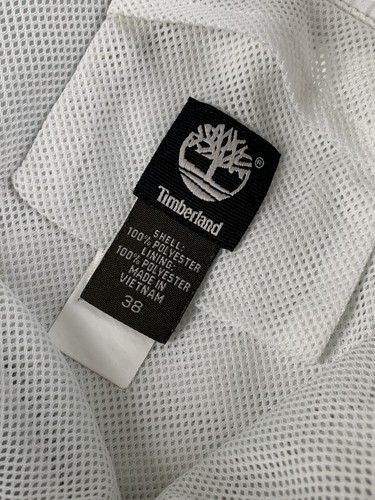 ®
Timberland
SHELL:
100% POLYESTER
LINING:
100% POLYESTER
MADE IN
VIETNAM
38